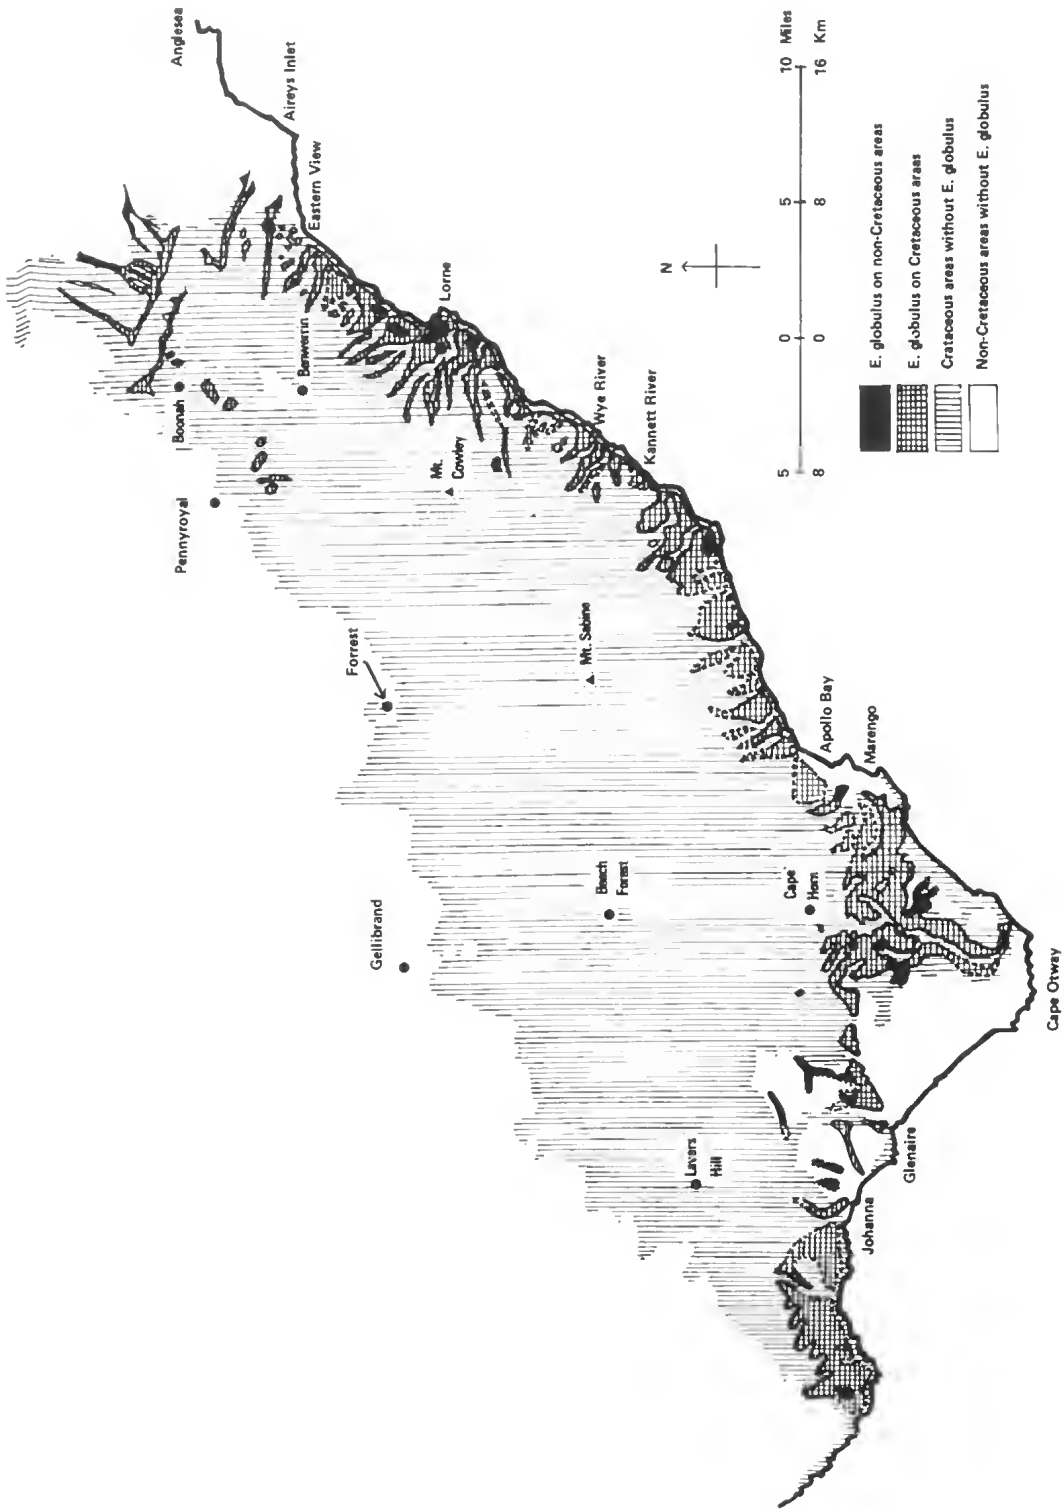 Anglesea
Aireys Inlet
Eastern View
Boonah
Benwerrin
Lorne
Pennyroyal
Mt.
Cowley
Wye River
Kannett River
Forrest
Mt. Sabine
Apollo Bay
Marengo
Gellibrand
Beech
Forest
Cape
Horn
Cape Otway
Lavers
Hill
Glenaire
Johanna
N
5 0 5 10 Miles
8 0 8 16 Km
E. globulus on non-Cretaceous areas
E. globulus on Cretaceous araas
Crataceous areas without E. globulus
Non-Cretaceous areas without E. globulus